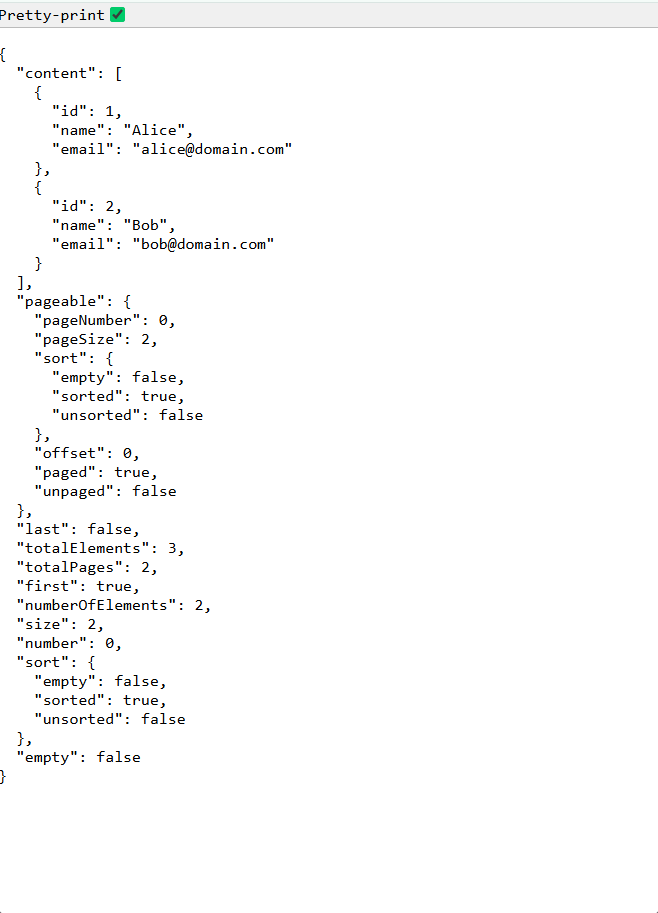 Pretty-print
{
  "content": [
    {
      "id": 1,
      "name": "Alice",
      "email": "alice@domain.com"
    },
    {
      "id": 2,
      "name": "Bob",
      "email": "bob@domain.com"
    }
  ],
  "pageable": {
    "pageNumber": 0,
    "pageSize": 2,
    "sort": {
      "empty": false,
      "sorted": true,
      "unsorted": false
    },
    "offset": 0,
    "paged": true,
    "unpaged": false
  },
  "last": false,
  "totalElements": 3,
  "totalPages": 2,
  "first": true,
  "numberOfElements": 2,
  "size": 2,
  "number": 0,
  "sort": {
    "empty": false,
    "sorted": true,
    "unsorted": false
  },
  "empty": false
}